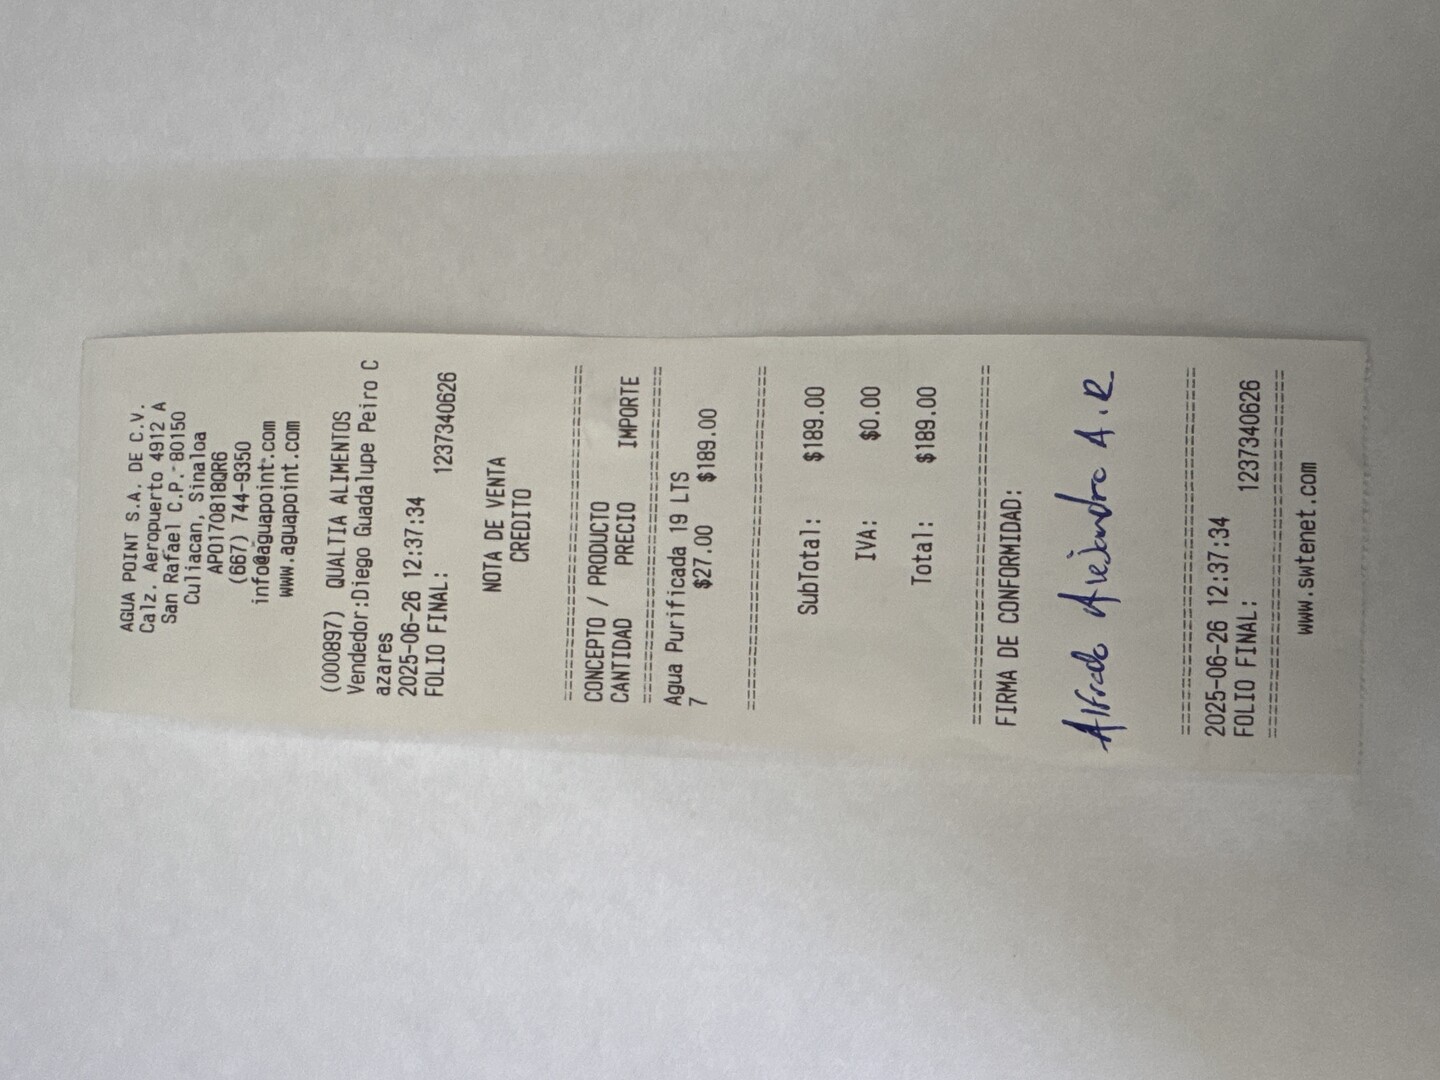 AGUA POINT S.A. DE C.V.
Calz. Aeropuerto 4912 A
San Rafael C.P. 80150
Culiacan, Sinaloa
APO170818QR6
(667) 744-9350
info@aguapoint.com
www.aguapoint.com
(000897) QUALTIA ALIMENTOS
Vendedor:Diego Guadalupe Peiro C
azares
2025-06-26 12:37:34
FOLIO FINAL: 1237340626
NOTA DE VENTA
CREDITO
================================
CONCEPTO / PRODUCTO
CANTIDAD PRECIO IMPORTE
================================
Agua Purificada 19 LTS
7 $27.00 $189.00
================================
SubTotal: $189.00
IVA: $0.00
Total: $189.00
================================
FIRMA DE CONFORMIDAD:
Alfredo Alejandro A.R.
================================
2025-06-26 12:37:34
FOLIO FINAL: 1237340626
================================
www.swtenet.com